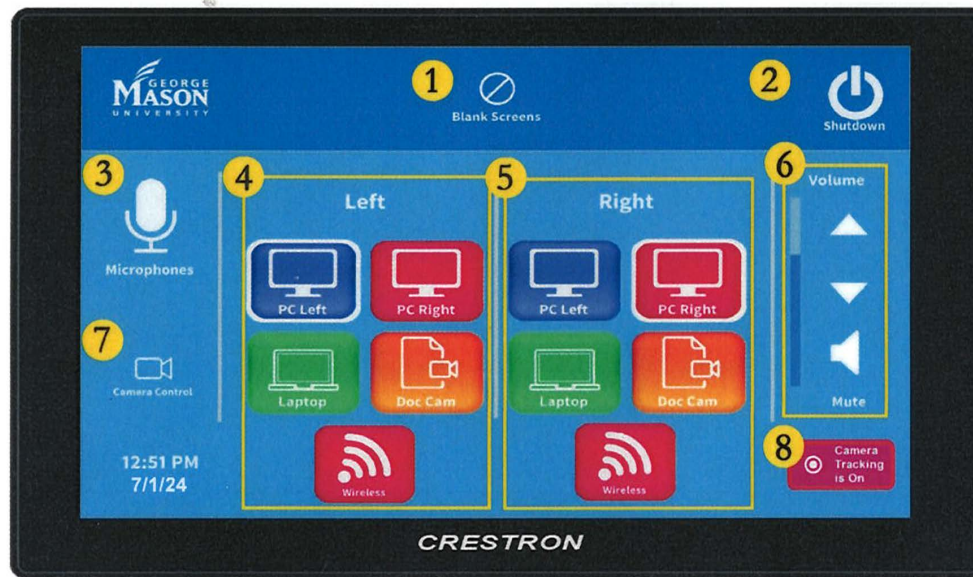 GEORGE
MASON
UNIVERSITY
1
Blank Screens
2
Shutdown
3
Microphones
4
Left
PC Left
PC Right
Laptop
Doc Cam
Wireless
5
Right
PC Left
PC Right
Laptop
Doc Cam
Wireless
6
Volume
Mute
7
Camera Control
12:51 PM
7/1/24
8
Camera
Tracking
is On
CRESTRON